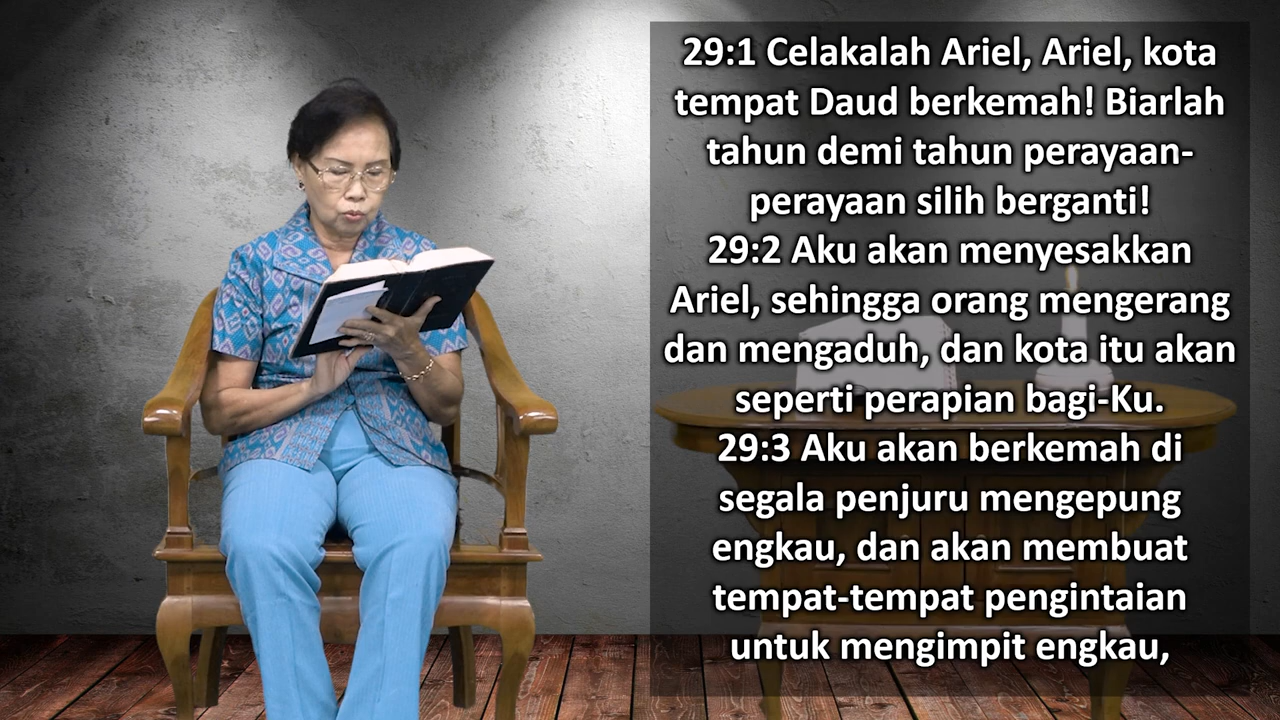 29:1 Celakalah Ariel, Ariel, kota
tempat Daud berkemah! Biarlah
tahun demi tahun perayaan-
perayaan silih berganti!
29:2 Aku akan menyesakkan
Ariel, sehingga orang mengerang
dan mengaduh, dan kota itu akan
seperti perapian bagi-Ku.
29:3 Aku akan berkemah di
segala penjuru mengepung
engkau, dan akan membuat
tempat-tempat pengintaian
untuk mengimpit engkau,